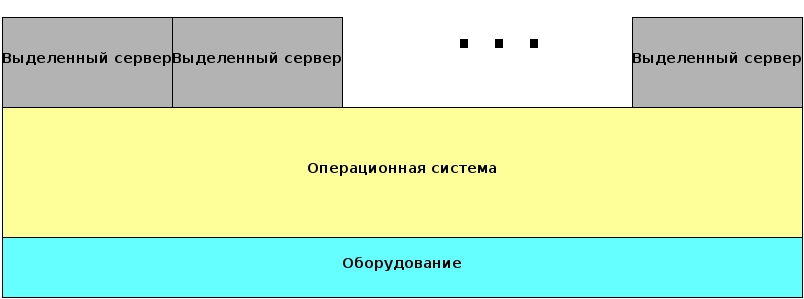 Выделенный сервер Выделенный сервер ... Выделенный сервер
Операционная система
Оборудование